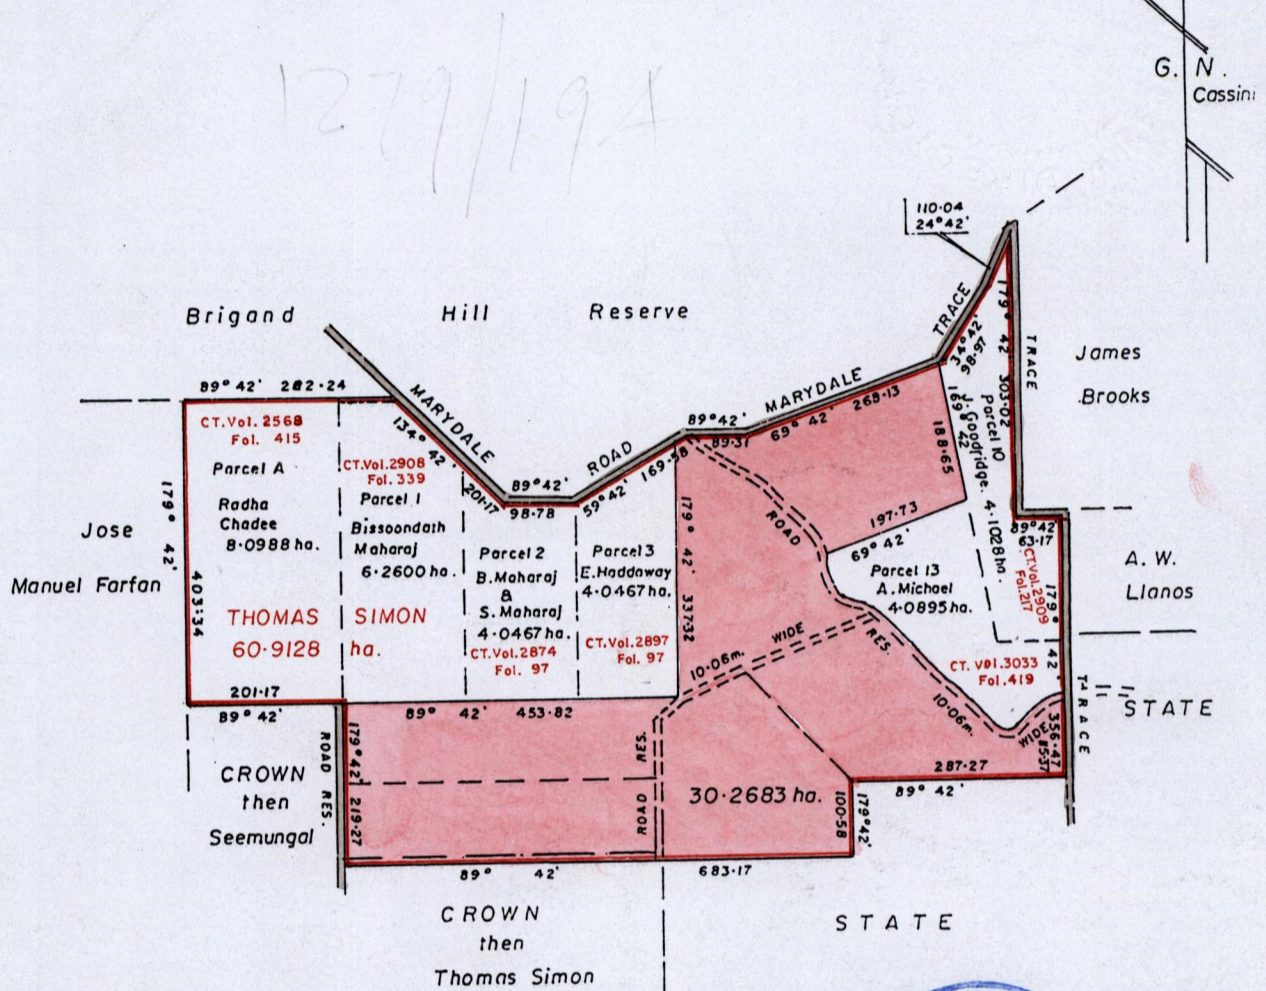 1279/19A
G. N.
Cassini
110·04
24°42'
Brigand Hill Reserve
89° 42' 282·24
MARYDALE
134° 42'
201·17
89°42'
98·78
ROAD
59°42' 169·58
89°42'
89·31
MARYDALE
69° 42' 268·13
TRACE
34°42'
98·97
179° 42' 303·02
TRACE
James
Brooks
CT. Vol. 2568
Fol. 415
Parcel A
Radha
Chadee
8·0988 ha.
CT.Vol.2908
Fol. 339
Parcel 1
Bissoondath
Maharaj
6·2600 ha.
Parcel 2
B.Maharaj
&
S. Maharaj
4·0467 ha.
CT.Vol.2874
Fol. 97
Parcel3
E.Haddaway
4·0467ha.
CT.Vol.2897
Fol. 97
THOMAS SIMON
60·9128 ha.
Jose
Manuel Farfan
179° 42'
403·34
179° 42' 337·32
ROAD
188·65
169° 42'
Parcel 10
J. Goodridge. 4·1028ha.
197·73
69° 42'
Parcel 13
A. Michael
4·0895ha.
89°42'
63·17
CT.Vol.2909
Fol.217
179° 42'
A. W.
Llanos
CT. Vol.3033
Fol.419
10·06m. WIDE
RES.
10·06m.
WIDE
356·47
TRACE
STATE
201·17
89° 42'
89° 42' 453·82
ROAD RES.
179°42'
219·27
ROAD RES.
CROWN
then
Seemungal
30·2683 ha.
287·27
89° 42'
100·58
179°42'
89° 42'
683·17
CROWN
then
Thomas Simon
STATE